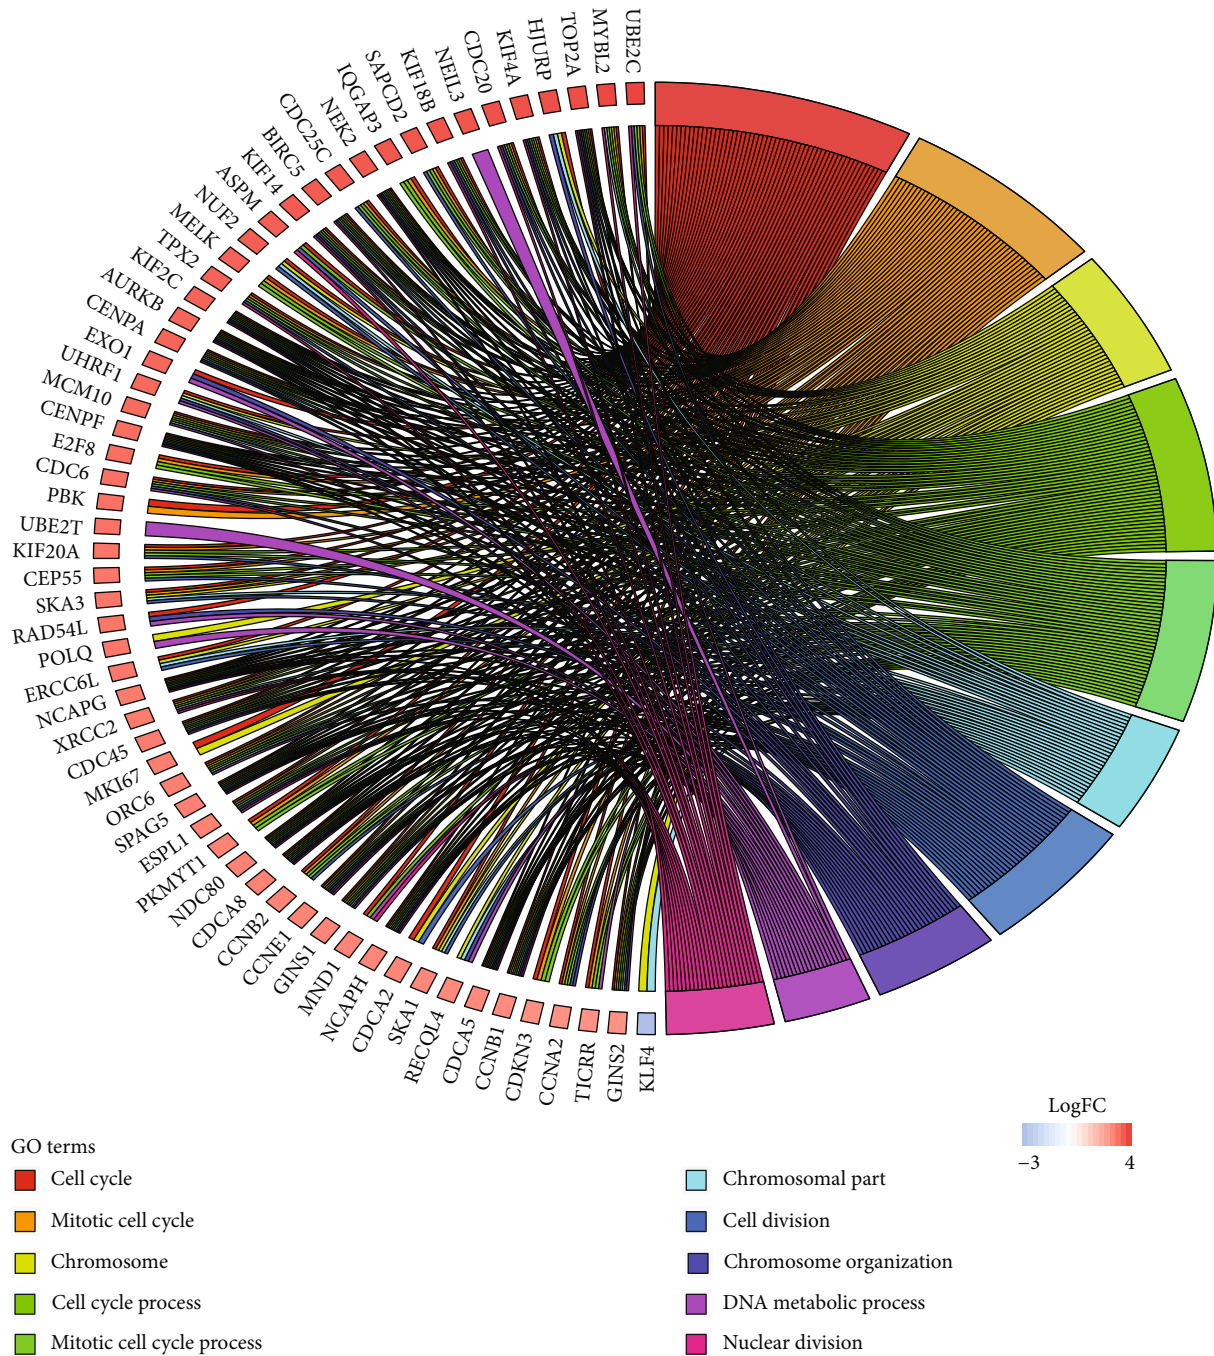 UBE2C
MYBL2
TOP2A
HJURP
KIF4A
CDC20
NEIL3
KIF18B
SAPCD2
IQGAP3
NEK2
CDC25C
BIRC5
KIF14
ASPM
NUF2
MELK
TPX2
KIF2C
AURKB
CENPA
EXO1
UHRF1
MCM10
CENPF
E2F8
CDC6
PBK
UBE2T
KIF20A
CEP55
SKA3
RAD54L
POLQ
ERCC6L
NCAPG
XRCC2
CDC45
MKI67
ORC6
SPAG5
ESPL1
PKMYT1
NDC80
CDCA8
CCNB2
CCNE1
GINS1
MND1
NCAPH
CDCA2
SKA1
RECQL4
CDCA5
CCNB1
CDKN3
CCNA2
TICRR
GINS2
KLF4
LogFC
−3 4
GO terms
Cell cycle
Mitotic cell cycle
Chromosome
Cell cycle process
Mitotic cell cycle process
Chromosomal part
Cell division
Chromosome organization
DNA metabolic process
Nuclear division